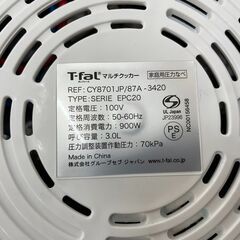 T-fal マルチクッカー 家庭用圧力なべ
REF: CY8701JP/87A - 3420
TYPE: SERIE EPC20
定格電圧：100V
定格周波数：50-60Hz
定格消費電力：900W
呼び容量：3.0L
圧力調整装置作動圧力：70kPa
Made in China
株式会社 グループセブ ジャパン www.t-fal.co.jp
JP23996
PS
E
NC00156458